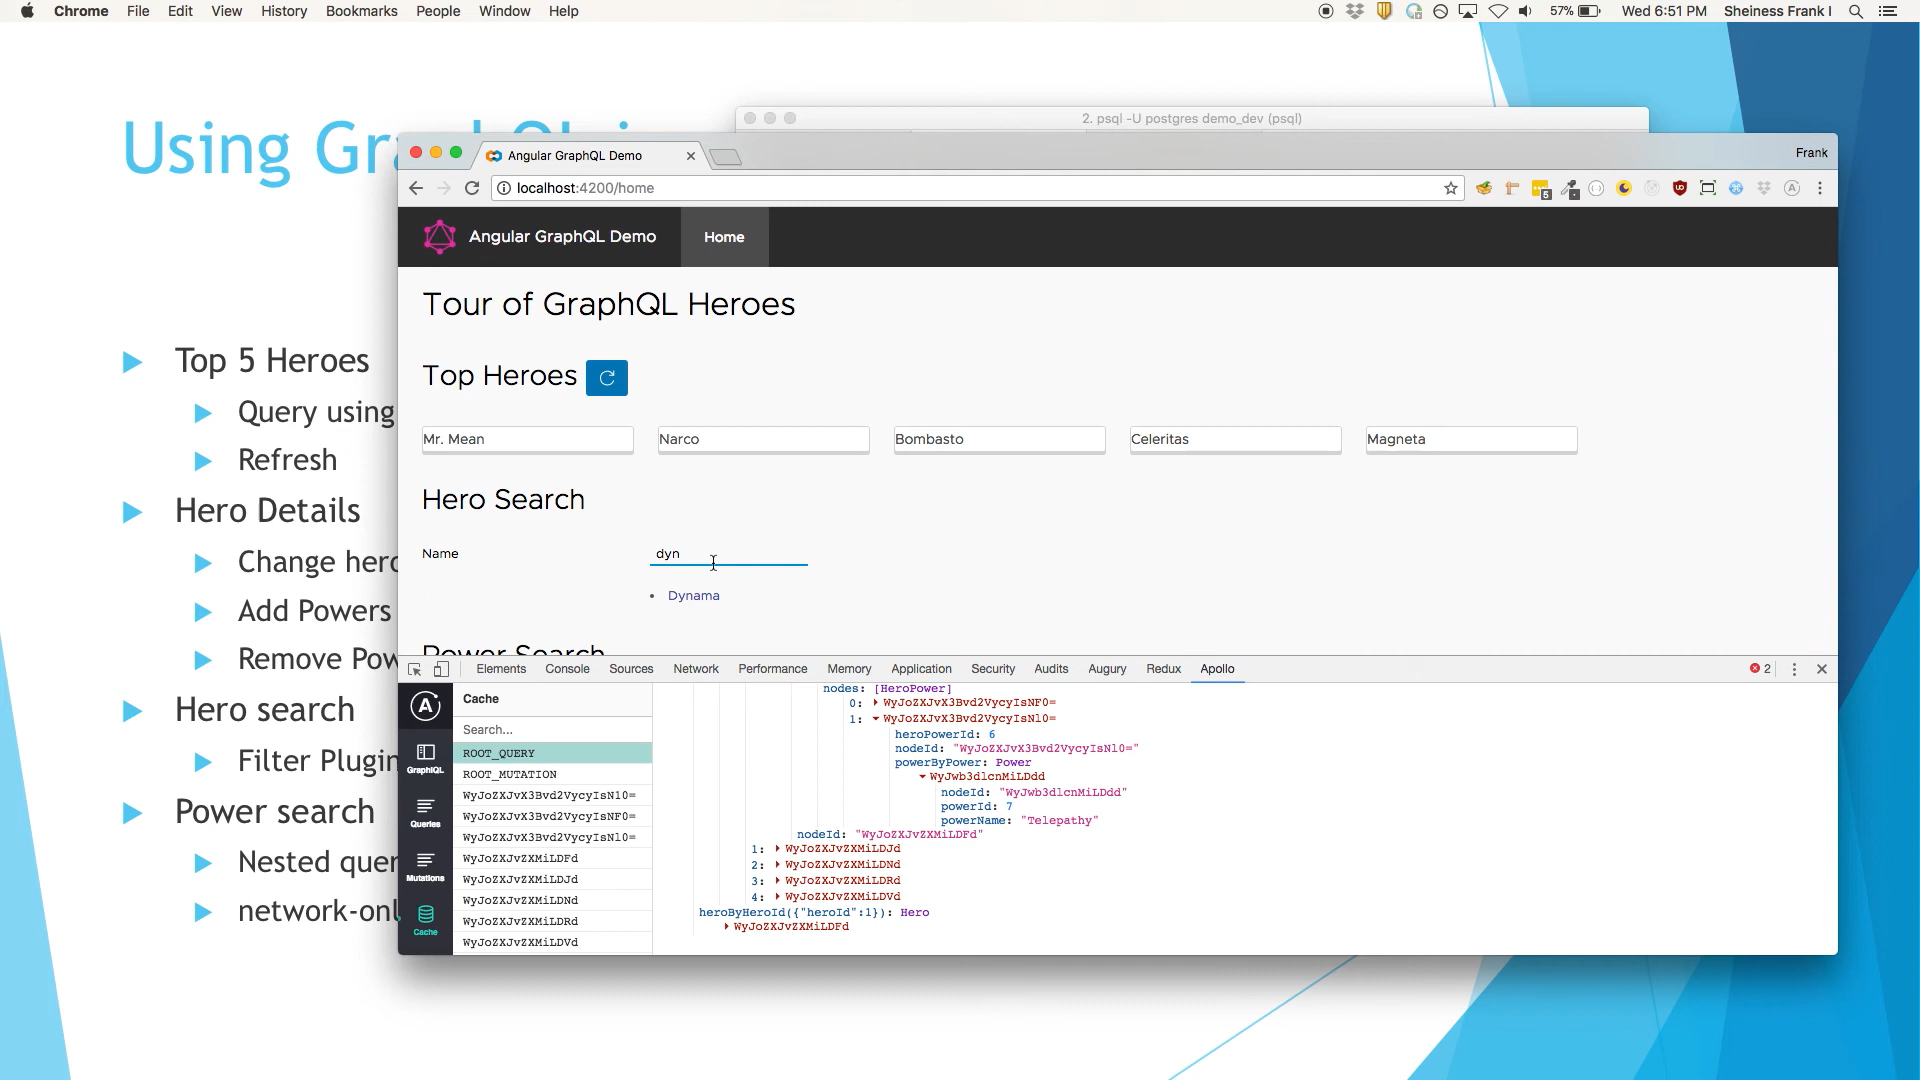 Chrome File Edit View History Bookmarks People Window Help
57% Wed 6:51 PM Sheiness Frank I
Using Gra
2. psql -U postgres demo_dev (psql)
Angular GraphQL Demo
Frank
localhost:4200/home
5
Angular GraphQL Demo Home
Tour of GraphQL Heroes
Top Heroes
Mr. Mean Narco Bombasto Celeritas Magneta
Hero Search
Name dyn
• Dynama
Power Search
Top 5 Heroes
Query using
Refresh
Hero Details
Change hero
Add Powers
Remove Pow
Hero search
Filter Plugin
Power search
Nested quer
network-onl
Elements Console Sources Network Performance Memory Application Security Audits Augury Redux Apollo 2
GraphiQL
Queries
Mutations
Cache
Cache
Search...
ROOT_QUERY
ROOT_MUTATION
WyJoZXJvX3Bvd2VycyIsN10=
WyJoZXJvX3Bvd2VycyIsNF0=
WyJoZXJvX3Bvd2VycyIsNl0=
WyJoZXJvZXMiLDFd
WyJoZXJvZXMiLDJd
WyJoZXJvZXMiLDNd
WyJoZXJvZXMiLDRd
WyJoZXJvZXMiLDVd
nodes: [HeroPower]
0: WyJoZXJvX3Bvd2VycyIsNF0=
1: WyJoZXJvX3Bvd2VycyIsNl0=
heroPowerId: 6
nodeId: "WyJoZXJvX3Bvd2VycyIsNl0="
powerByPower: Power
WyJwb3dlcnMiLDdd
nodeId: "WyJwb3dlcnMiLDdd"
powerId: 7
powerName: "Telepathy"
nodeId: "WyJoZXJvZXMiLDFd"
1: WyJoZXJvZXMiLDJd
2: WyJoZXJvZXMiLDNd
3: WyJoZXJvZXMiLDRd
4: WyJoZXJvZXMiLDVd
heroByHeroId({"heroId":1}): Hero
WyJoZXJvZXMiLDFd